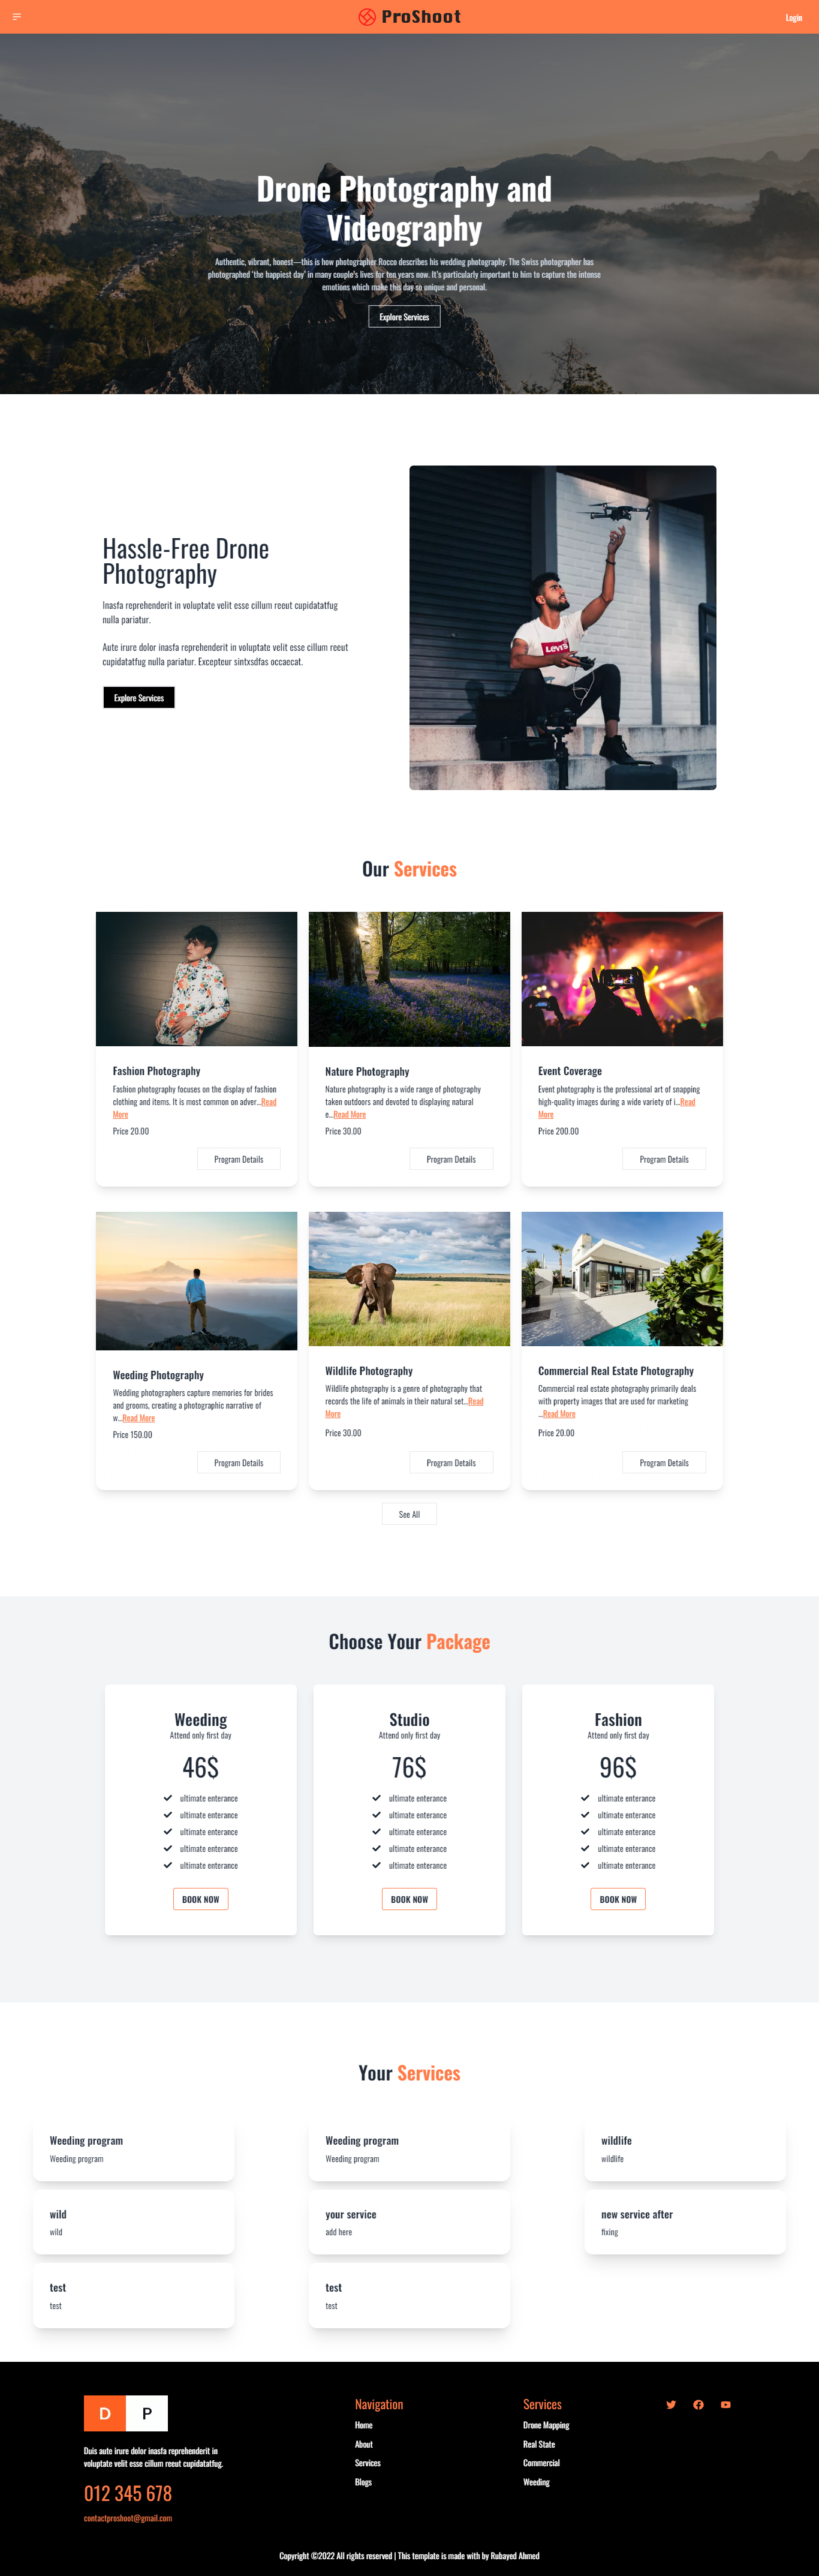 ProShoot
Login
Drone Photography and
Videography
Authentic, vibrant, honest—this is how photographer Rocco describes his wedding photography. The Swiss photographer has
photographed 'the happiest day' in many couple's lives for ten years now. It's particularly important to him to capture the intense
emotions which make this day so unique and personal.
Explore Services
Hassle-Free Drone
Photography
Inasfa reprehenderit in voluptate velit esse cillum reeut cupidatatfug
nulla pariatur.
Aute irure dolor inasfa reprehenderit in voluptate velit esse cillum reeut
cupidatatfug nulla pariatur. Excepteur sintxsdfas occaecat.
Explore Services
LEVI'S
Our Services
Fashion Photography
Fashion photography focuses on the display of fashion
clothing and items. It is most common on adver...Read
More
Price 20.00
Program Details
Nature Photography
Nature photography is a wide range of photography
taken outdoors and devoted to displaying natural
e...Read More
Price 30.00
Program Details
Event Coverage
Event photography is the professional art of snapping
high-quality images during a wide variety of i...Read
More
Price 200.00
Program Details
Weeding Photography
Wedding photographers capture memories for brides
and grooms, creating a photographic narrative of
w...Read More
Price 150.00
Program Details
Wildlife Photography
Wildlife photography is a genre of photography that
records the life of animals in their natural set...Read
More
Price 30.00
Program Details
Commercial Real Estate Photography
Commercial real estate photography primarily deals
with property images that are used for marketing
...Read More
Price 20.00
Program Details
See All
Choose Your Package
Weeding
Attend only first day
46$
ultimate enterance
ultimate enterance
ultimate enterance
ultimate enterance
ultimate enterance
BOOK NOW
Studio
Attend only first day
76$
ultimate enterance
ultimate enterance
ultimate enterance
ultimate enterance
ultimate enterance
BOOK NOW
Fashion
Attend only first day
96$
ultimate enterance
ultimate enterance
ultimate enterance
ultimate enterance
ultimate enterance
BOOK NOW
Your Services
Weeding program
Weeding program
Weeding program
Weeding program
wildlife
wildlife
wild
wild
your service
add here
new service after
fixing
test
test
test
test
D P
Duis aute irure dolor inasfa reprehenderit in
voluptate velit esse cillum reeut cupidatatfug.
012 345 678
contactproshoot@gmail.com
Navigation
Home
About
Services
Blogs
Services
Drone Mapping
Real State
Commercial
Weeding
Copyright ©2022 All rights reserved | This template is made with by Rubayed Ahmed